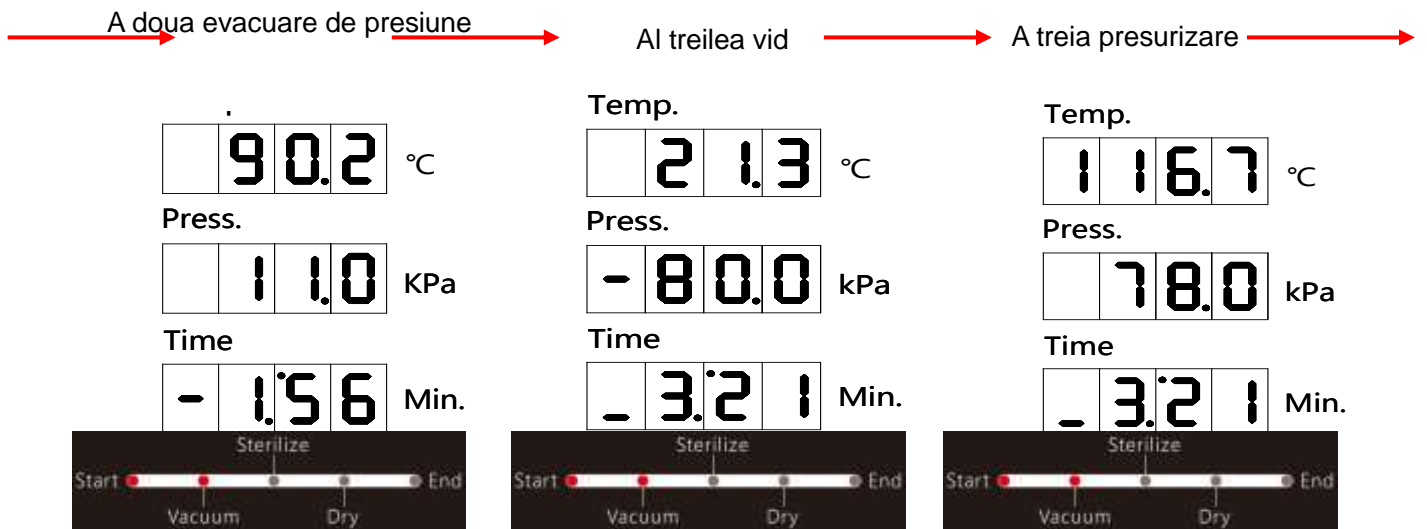 A doua evacuare de presiune
90.2 °C
Press.
11.0 KPa
Time
- 1:56 Min.
Sterilize
Start End
Vacuum Dry
Al treilea vid
Temp.
21.3 °C
Press.
-80.0 kPa
Time
_ 3:21 Min.
Sterilize
Start End
Vacuum Dry
A treia presurizare
Temp.
116.7 °C
Press.
78.0 kPa
Time
_ 3:21 Min.
Sterilize
Start End
Vacuum Dry